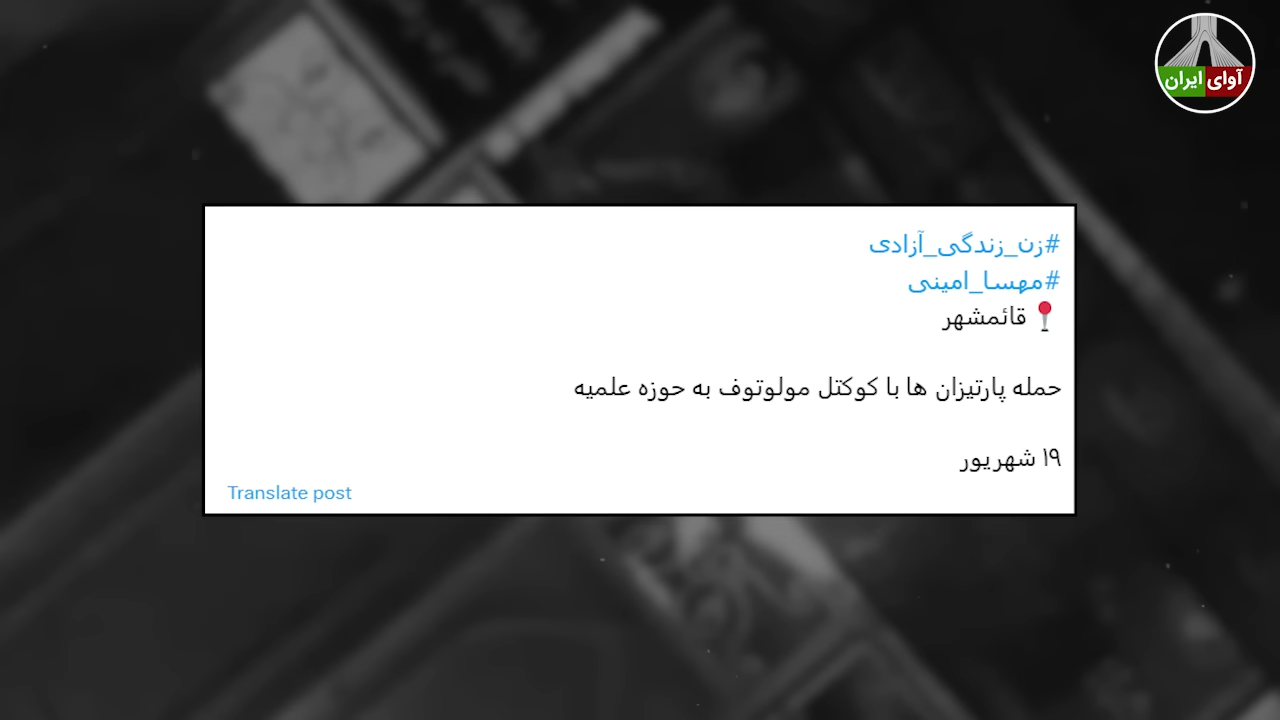 آوای ایران
#زن_زندگی_آزادی
#مهسا_امینی
📍 قائمشهر
حمله پارتیزان ها با کوکتل مولوتوف به حوزه علمیه
۱۹ شهریور
Translate post